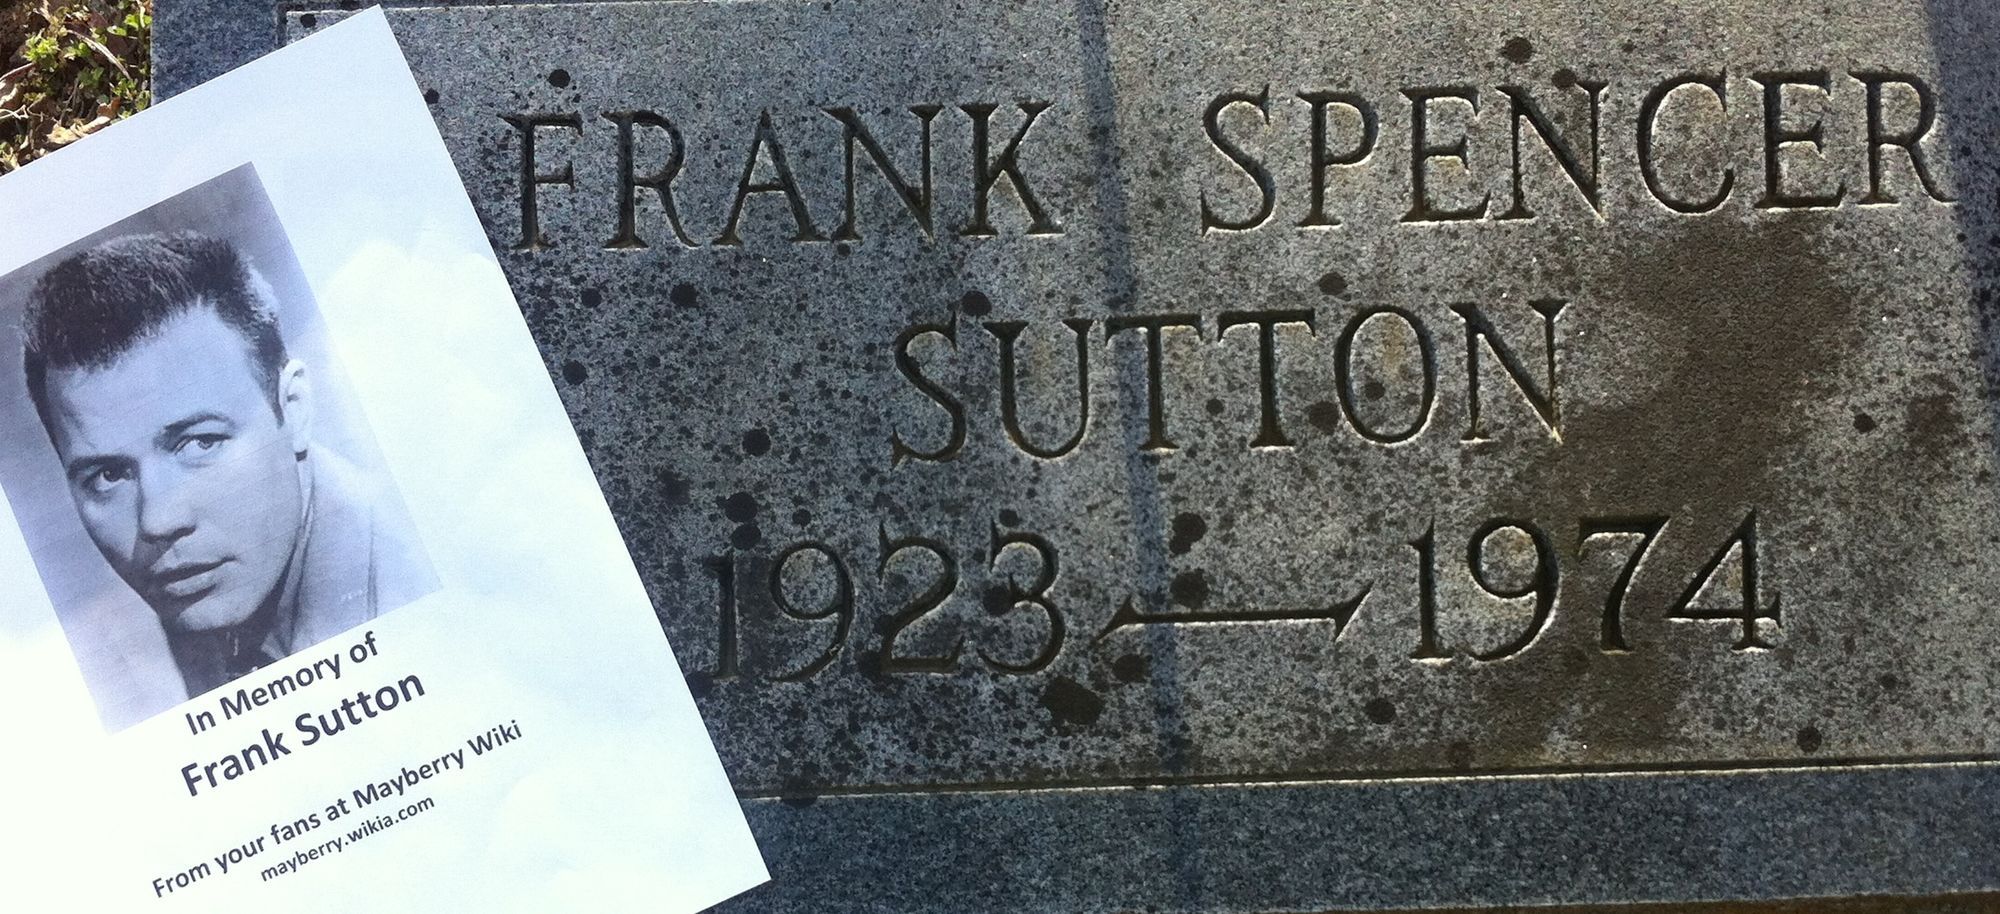 FRANK SPENCER
SUTTON
1923 — 1974
In Memory of
Frank Sutton
From your fans at Mayberry Wiki
mayberry.wikia.com